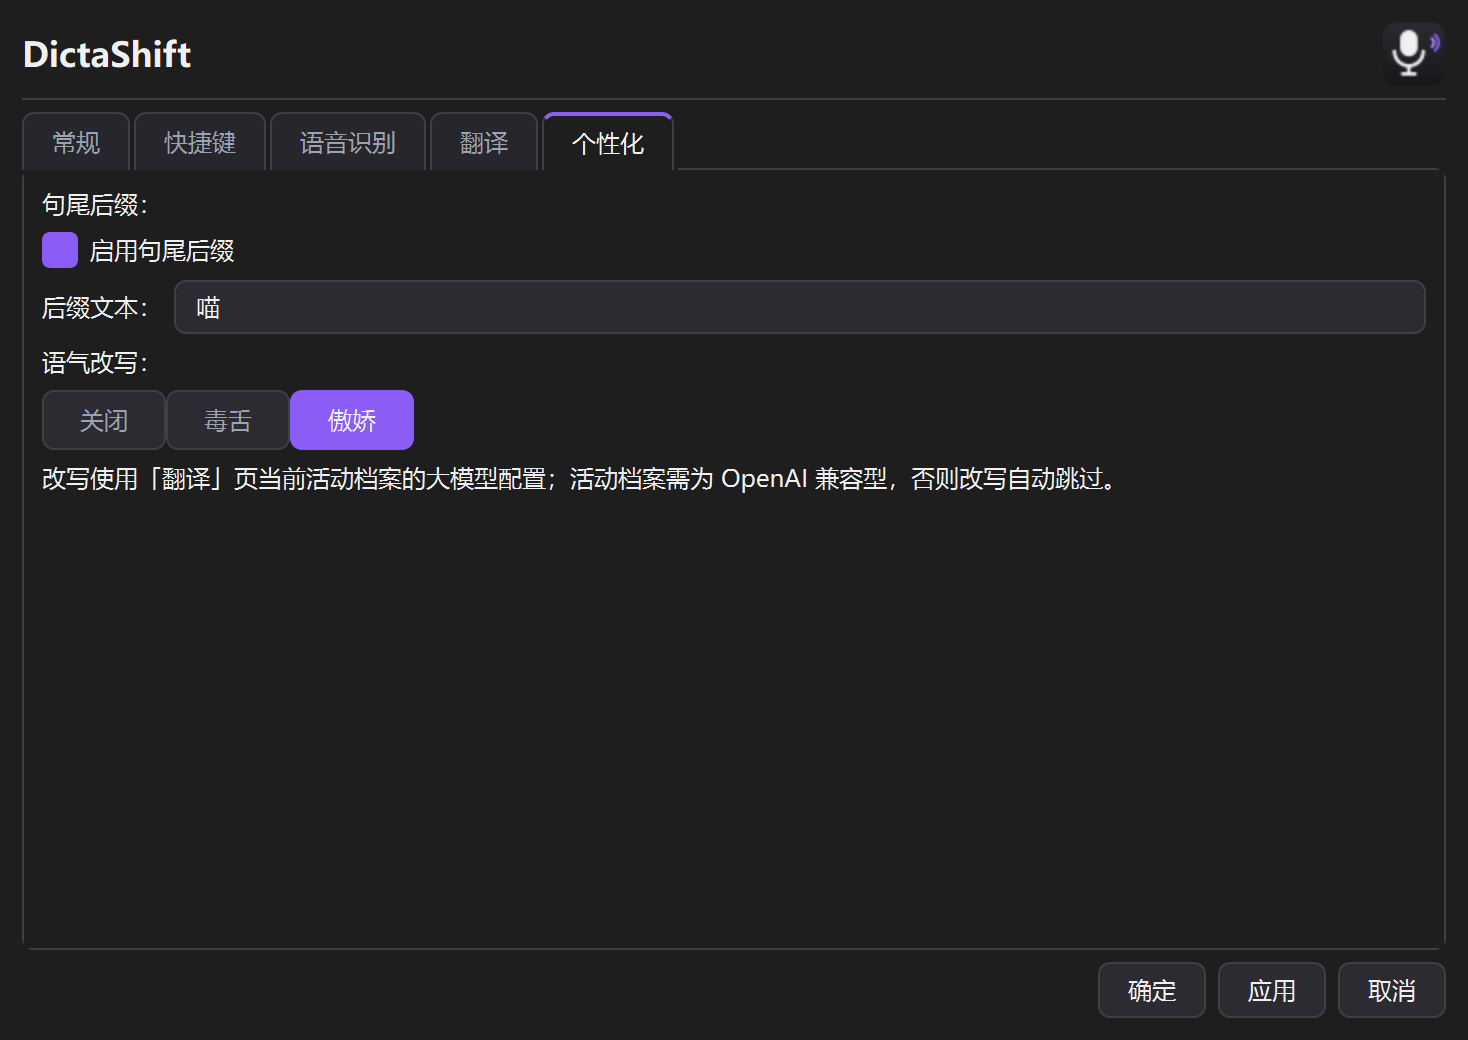 DictaShift
常规 快捷键 语音识别 翻译 个性化
句尾后缀：
启用句尾后缀
后缀文本： 喵
语气改写：
关闭 毒舌 傲娇
改写使用「翻译」页当前活动档案的大模型配置；活动档案需为 OpenAI 兼容型，否则改写自动跳过。
确定 应用 取消